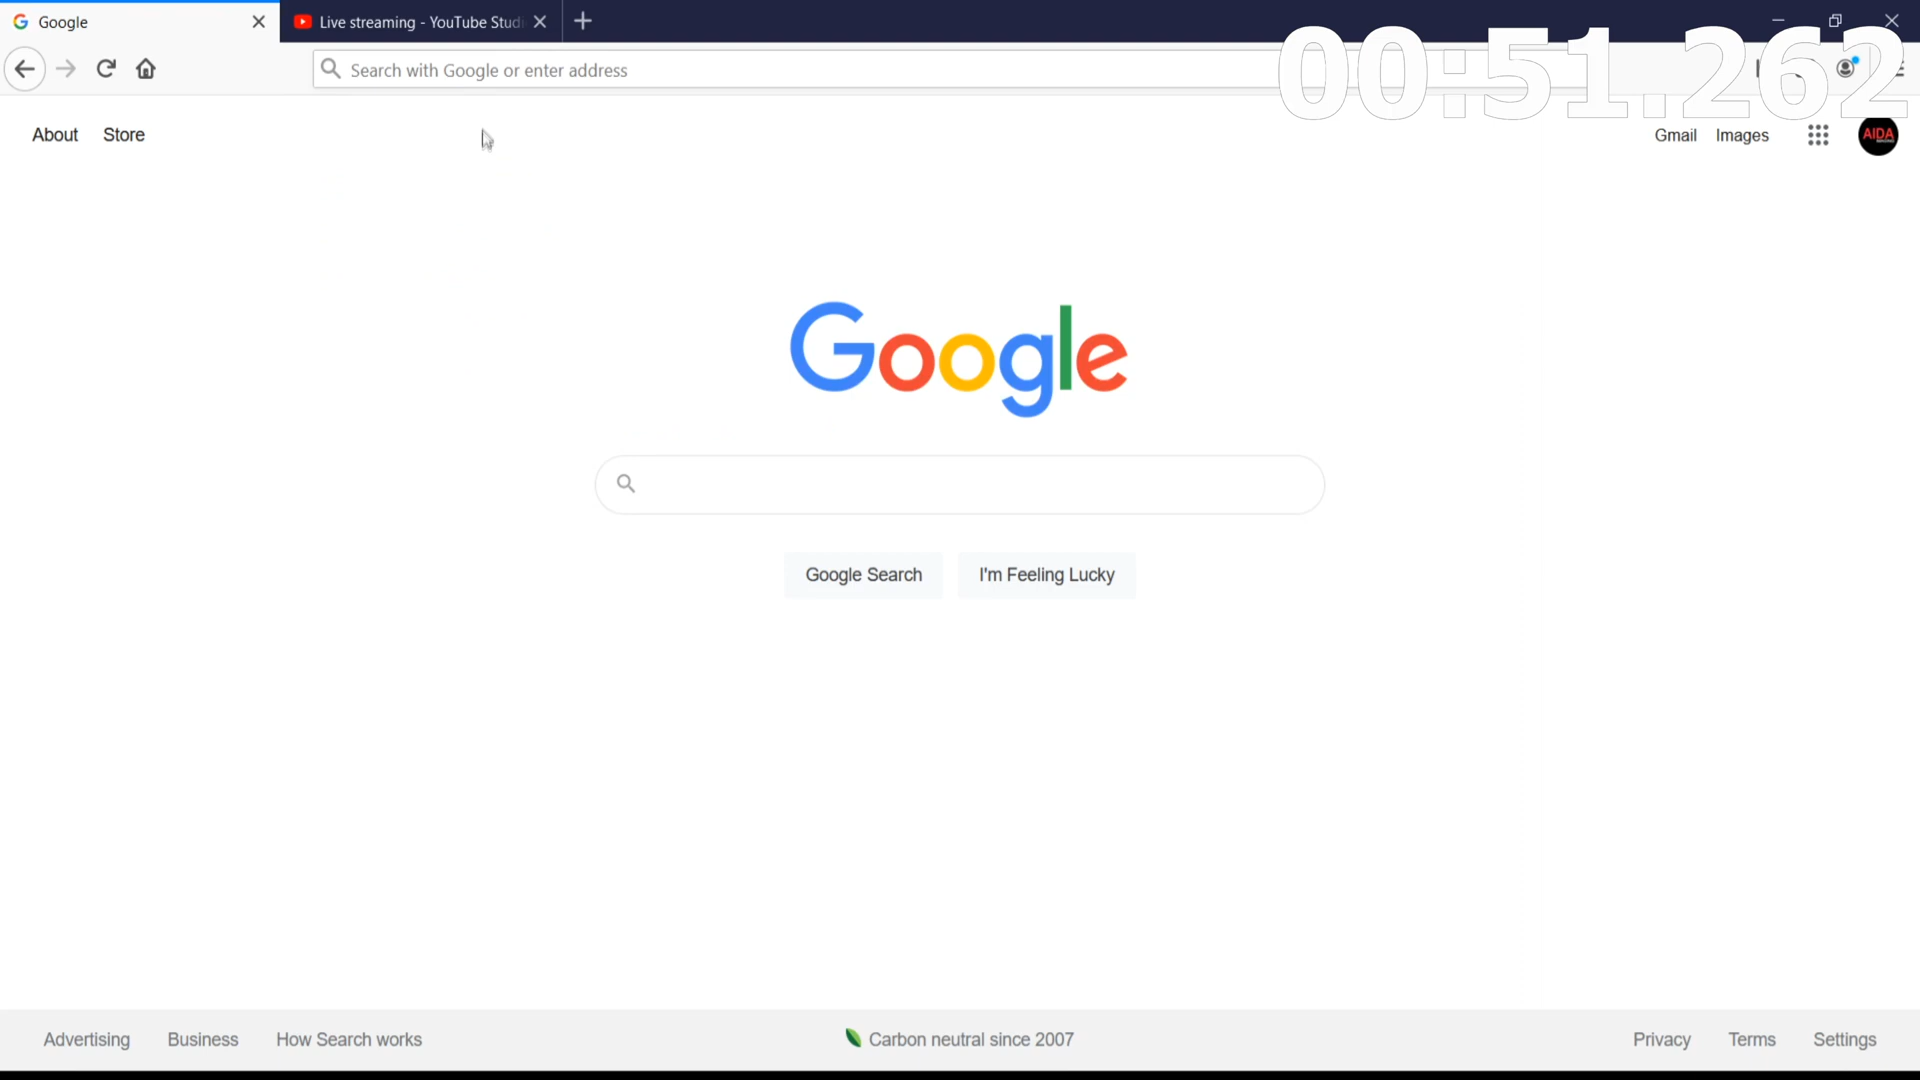 Google
Live streaming - YouTube Stud
00:51.262
Search with Google or enter address
About Store
Gmail Images
AIDA
Google
Google Search
I'm Feeling Lucky
Advertising Business How Search works
Carbon neutral since 2007
Privacy Terms Settings